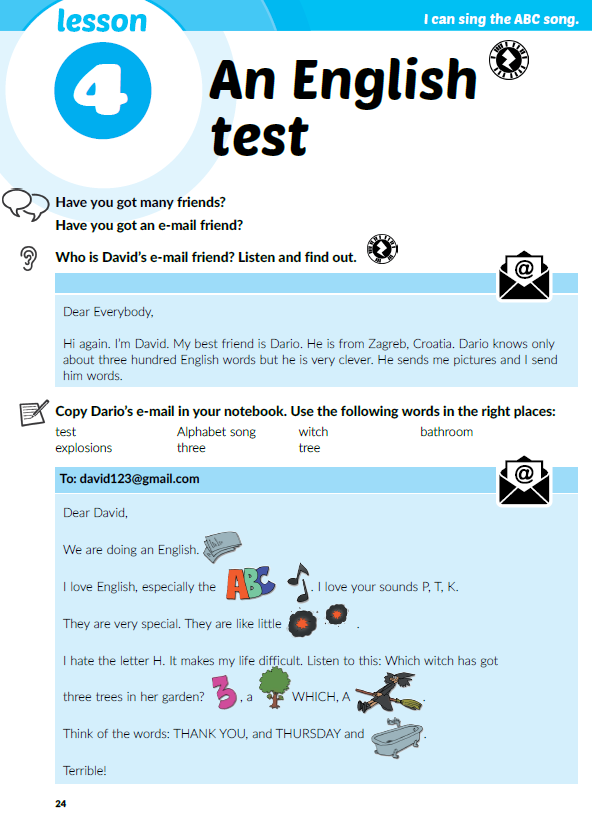 lesson
I can sing the ABC song.
4
An English
test
Have you got many friends?
Have you got an e-mail friend?
Who is David's e-mail friend? Listen and find out.
@
Dear Everybody,
Hi again. I'm David. My best friend is Dario. He is from Zagreb, Croatia. Dario knows only
about three hundred English words but he is very clever. He sends me pictures and I send
him words.
Copy Dario's e-mail in your notebook. Use the following words in the right places:
test Alphabet song witch bathroom
explosions three tree
@
To: david123@gmail.com
Dear David,
We are doing an English.
I love English, especially the ABC . I love your sounds P, T, K.
They are very special. They are like little .
I hate the letter H. It makes my life difficult. Listen to this: Which witch has got
three trees in her garden? 3 , a WHICH, A .
Think of the words: THANK YOU, and THURSDAY and .
Terrible!
24